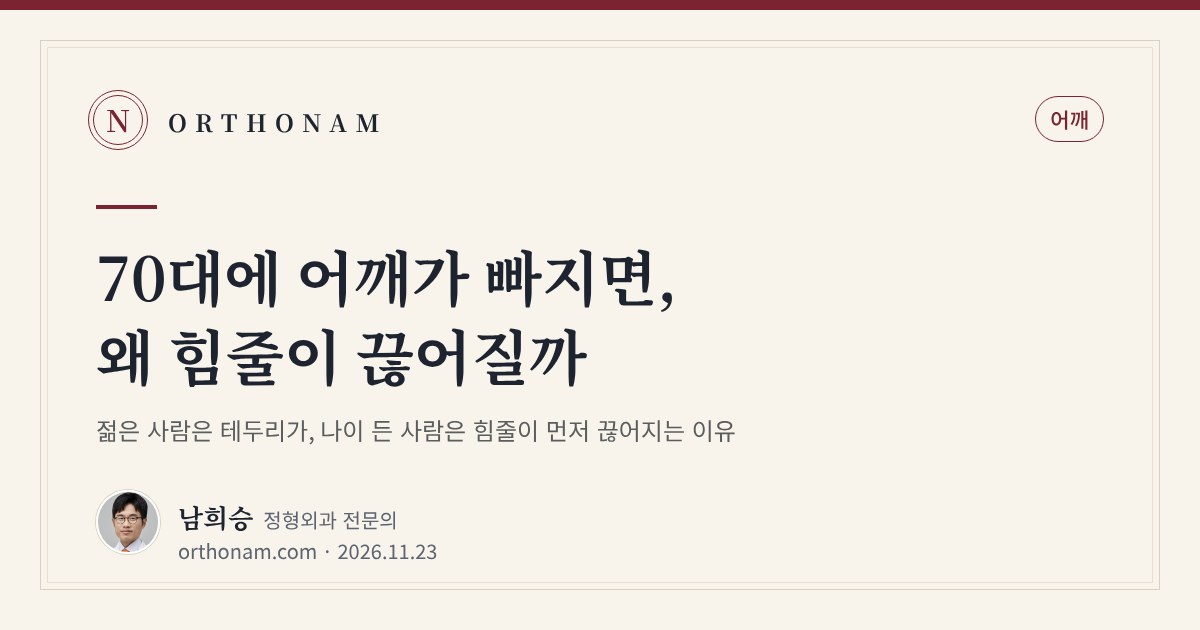 N ORTHONAM
어깨
70대에 어깨가 빠지면,
왜 힘줄이 끊어질까
젊은 사람은 테두리가, 나이 든 사람은 힘줄이 먼저 끊어지는 이유
남희승 정형외과 전문의
orthonam.com · 2026.11.23